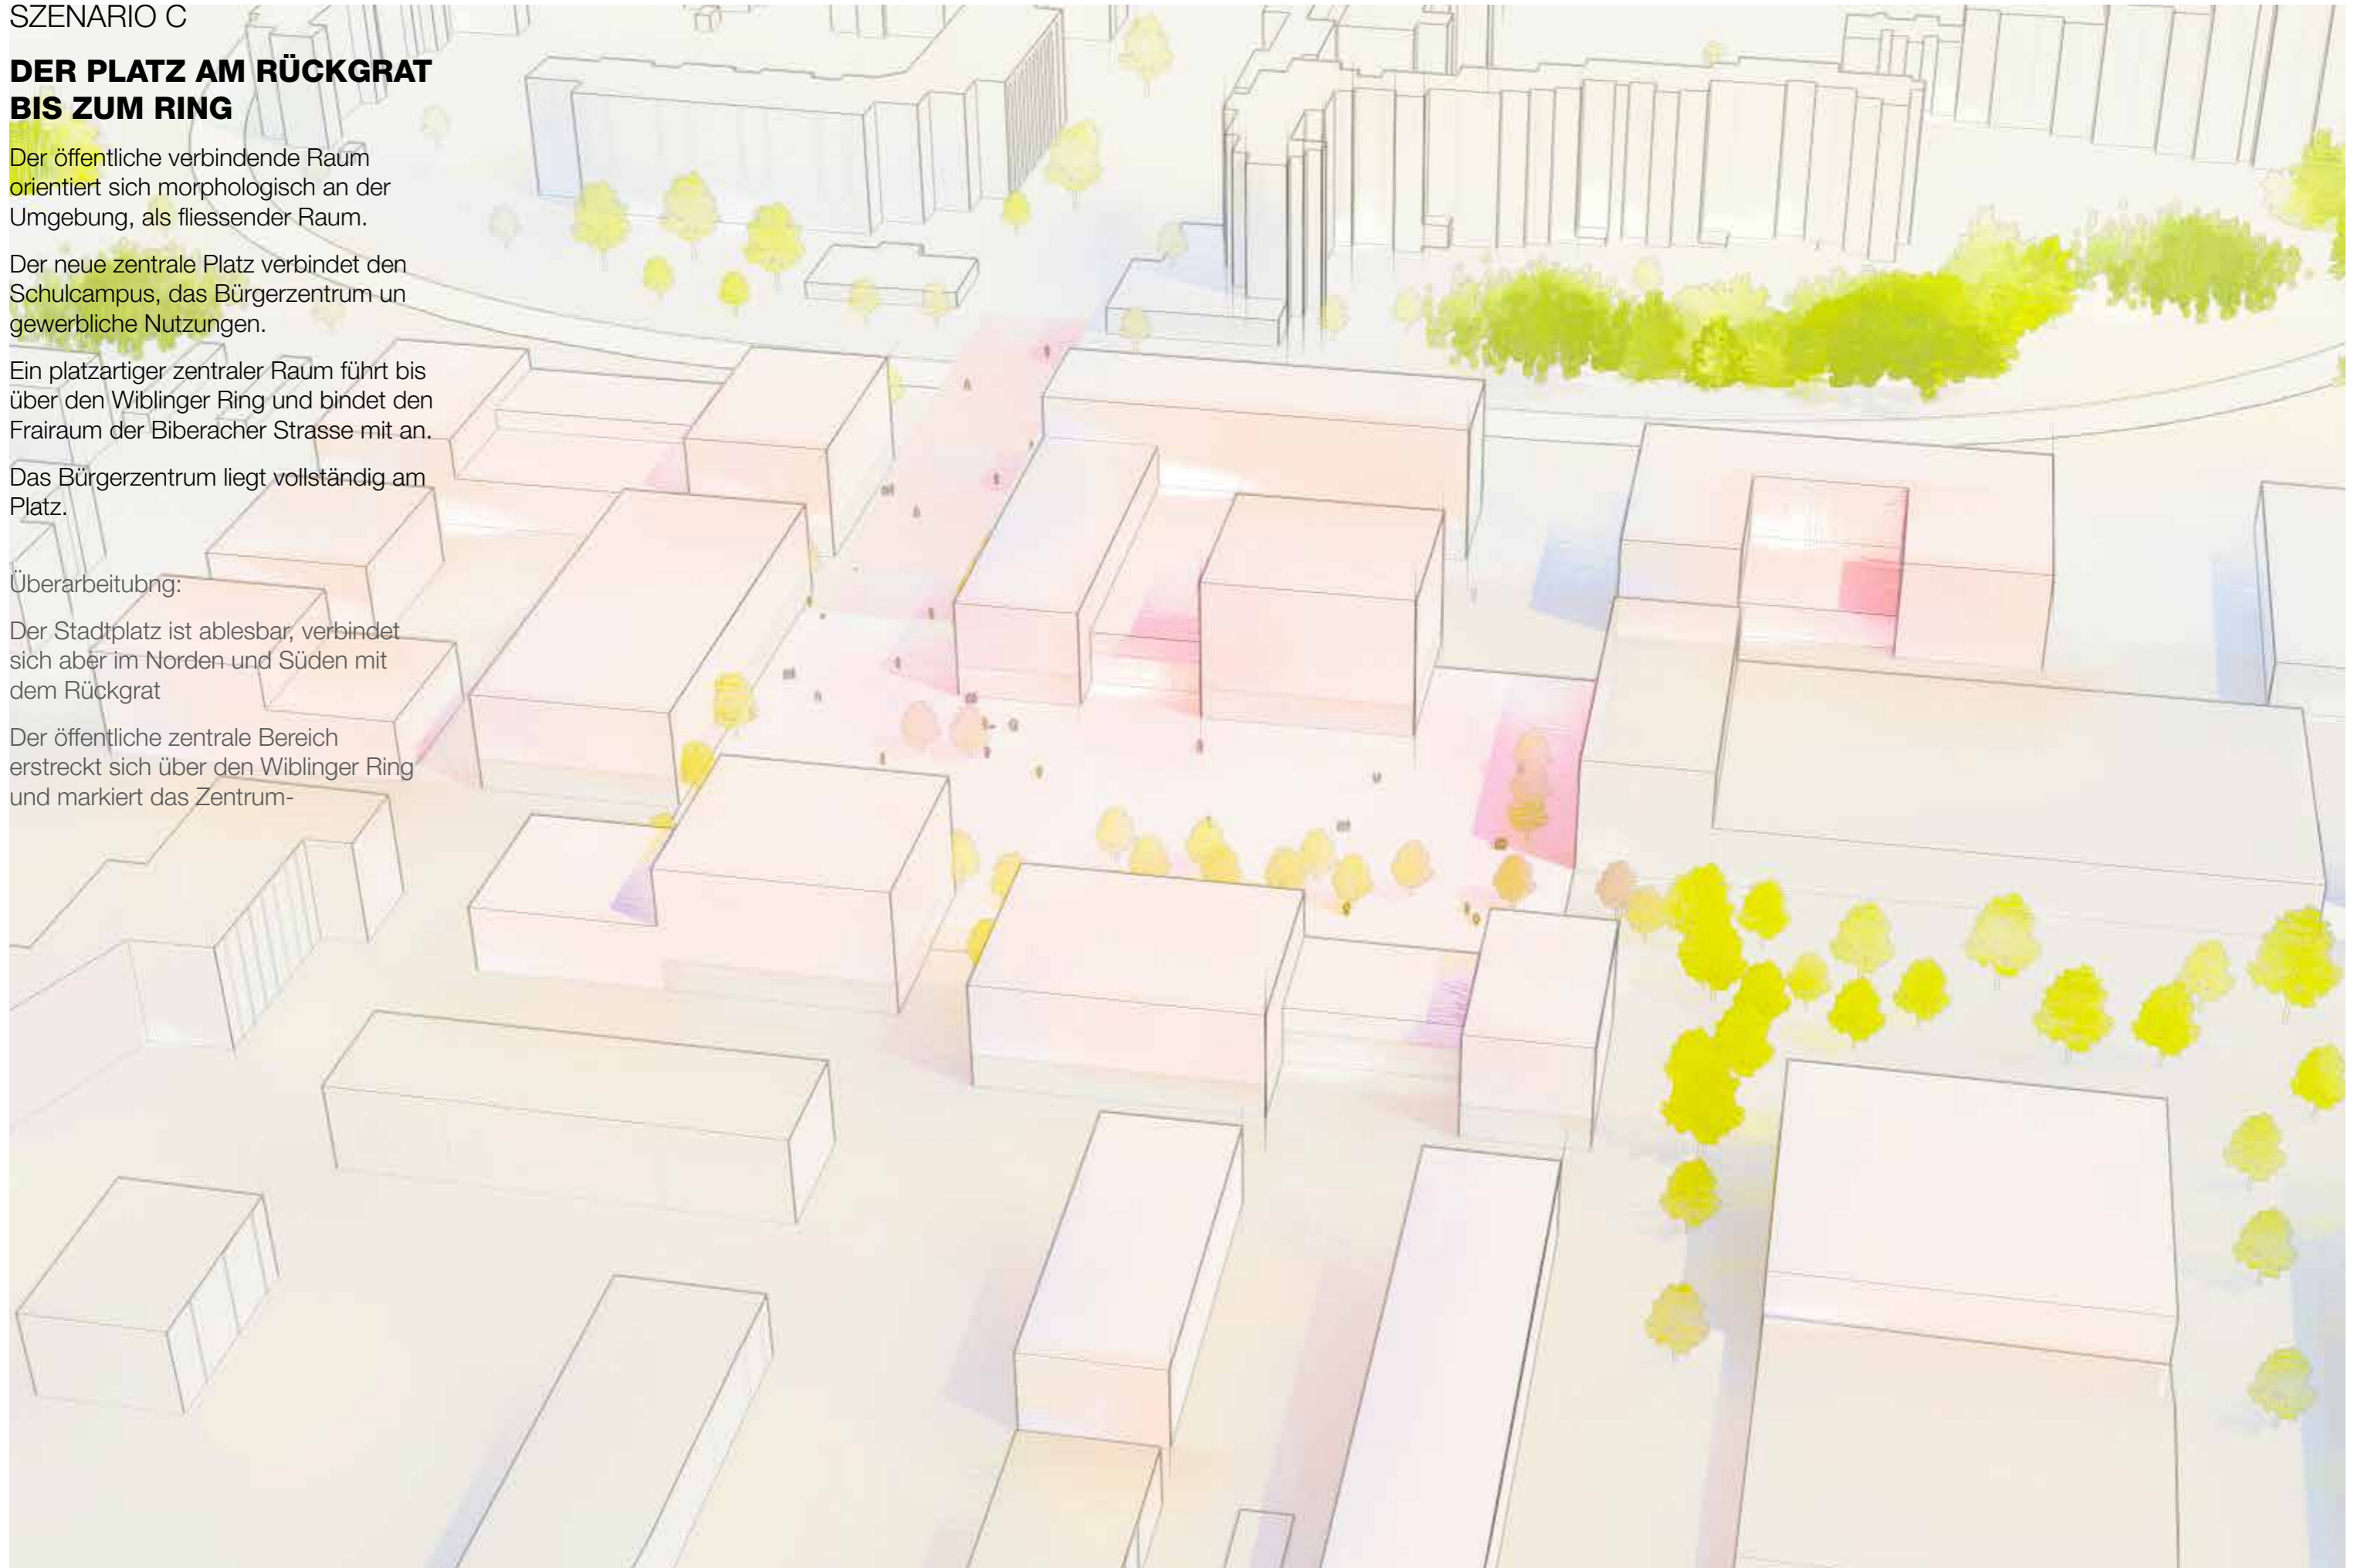 SZENARIO C
DER PLATZ AM RÜCKGRAT
BIS ZUM RING
Der öffentliche verbindende Raum
orientiert sich morphologisch an der
Umgebung, als fliessender Raum.
Der neue zentrale Platz verbindet den
Schulcampus, das Bürgerzentrum un
gewerbliche Nutzungen.
Ein platzartiger zentraler Raum führt bis
über den Wiblinger Ring und bindet den
Frairaum der Biberacher Strasse mit an.
Das Bürgerzentrum liegt vollständig am
Platz.
Überarbeitubng:
Der Stadtplatz ist ablesbar, verbindet
sich aber im Norden und Süden mit
dem Rückgrat
Der öffentliche zentrale Bereich
erstreckt sich über den Wiblinger Ring
und markiert das Zentrum-